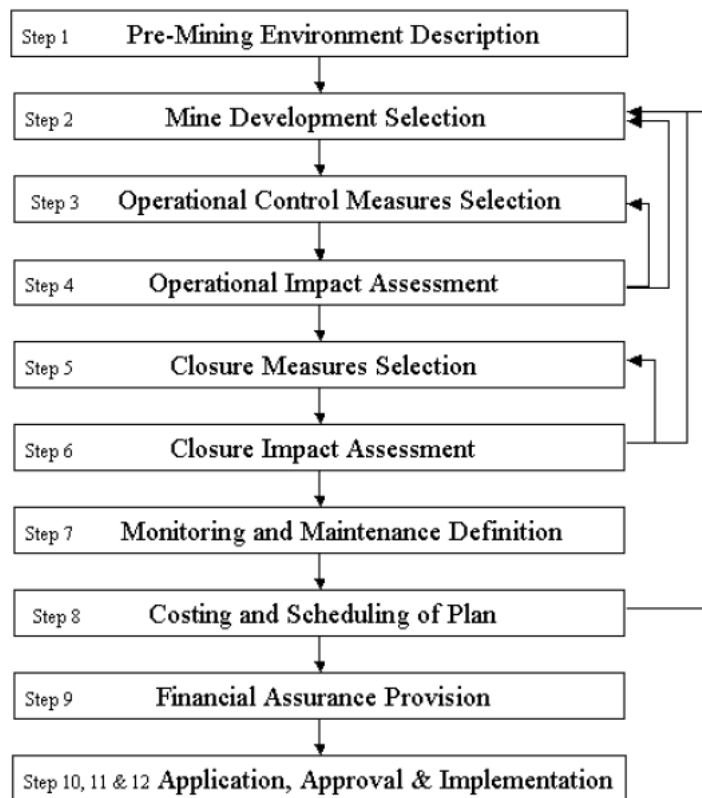 Step 1 Pre-Mining Environment Description
Step 2 Mine Development Selection
Step 3 Operational Control Measures Selection
Step 4 Operational Impact Assessment
Step 5 Closure Measures Selection
Step 6 Closure Impact Assessment
Step 7 Monitoring and Maintenance Definition
Step 8 Costing and Scheduling of Plan
Step 9 Financial Assurance Provision
Step 10, 11 & 12 Application, Approval & Implementation